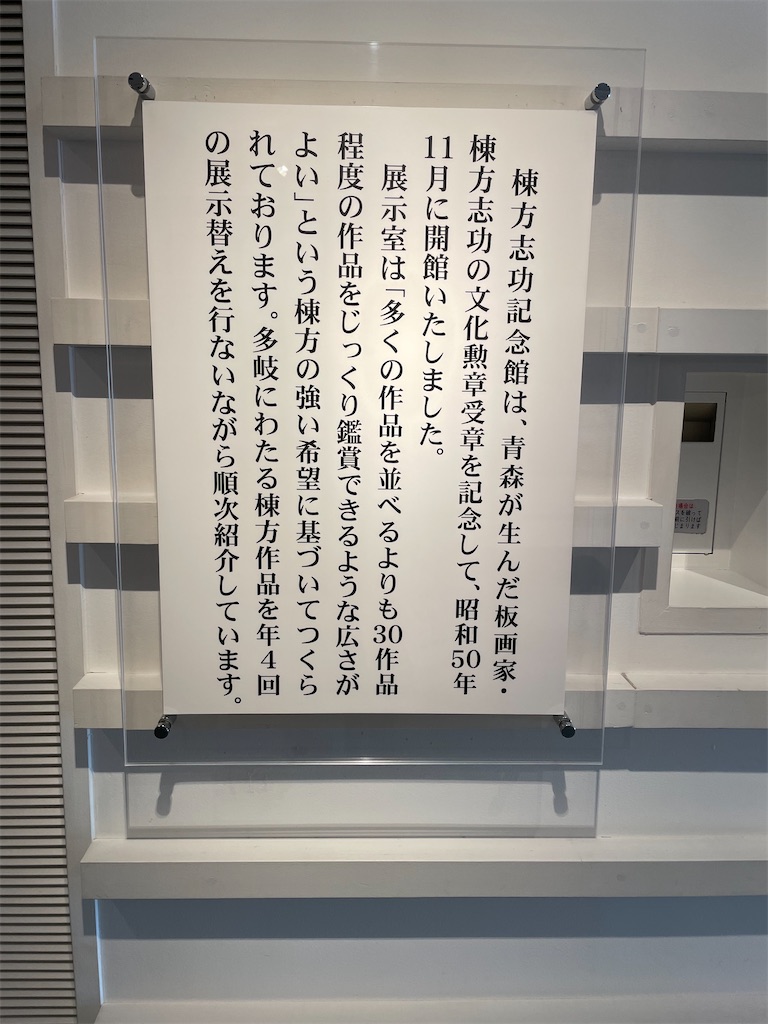 棟方志功記念館は、青森が生んだ板画家・
棟方志功の文化勲章受章を記念して、昭和50年
11月に開館いたしました。
展示室は「多くの作品を並べるよりも30作品
程度の作品をじっくり鑑賞できるような広さが
よい」という棟方の強い希望に基づいてつくら
れております。多岐にわたる棟方作品を年4回
の展示替えを行ないながら順次紹介しています。